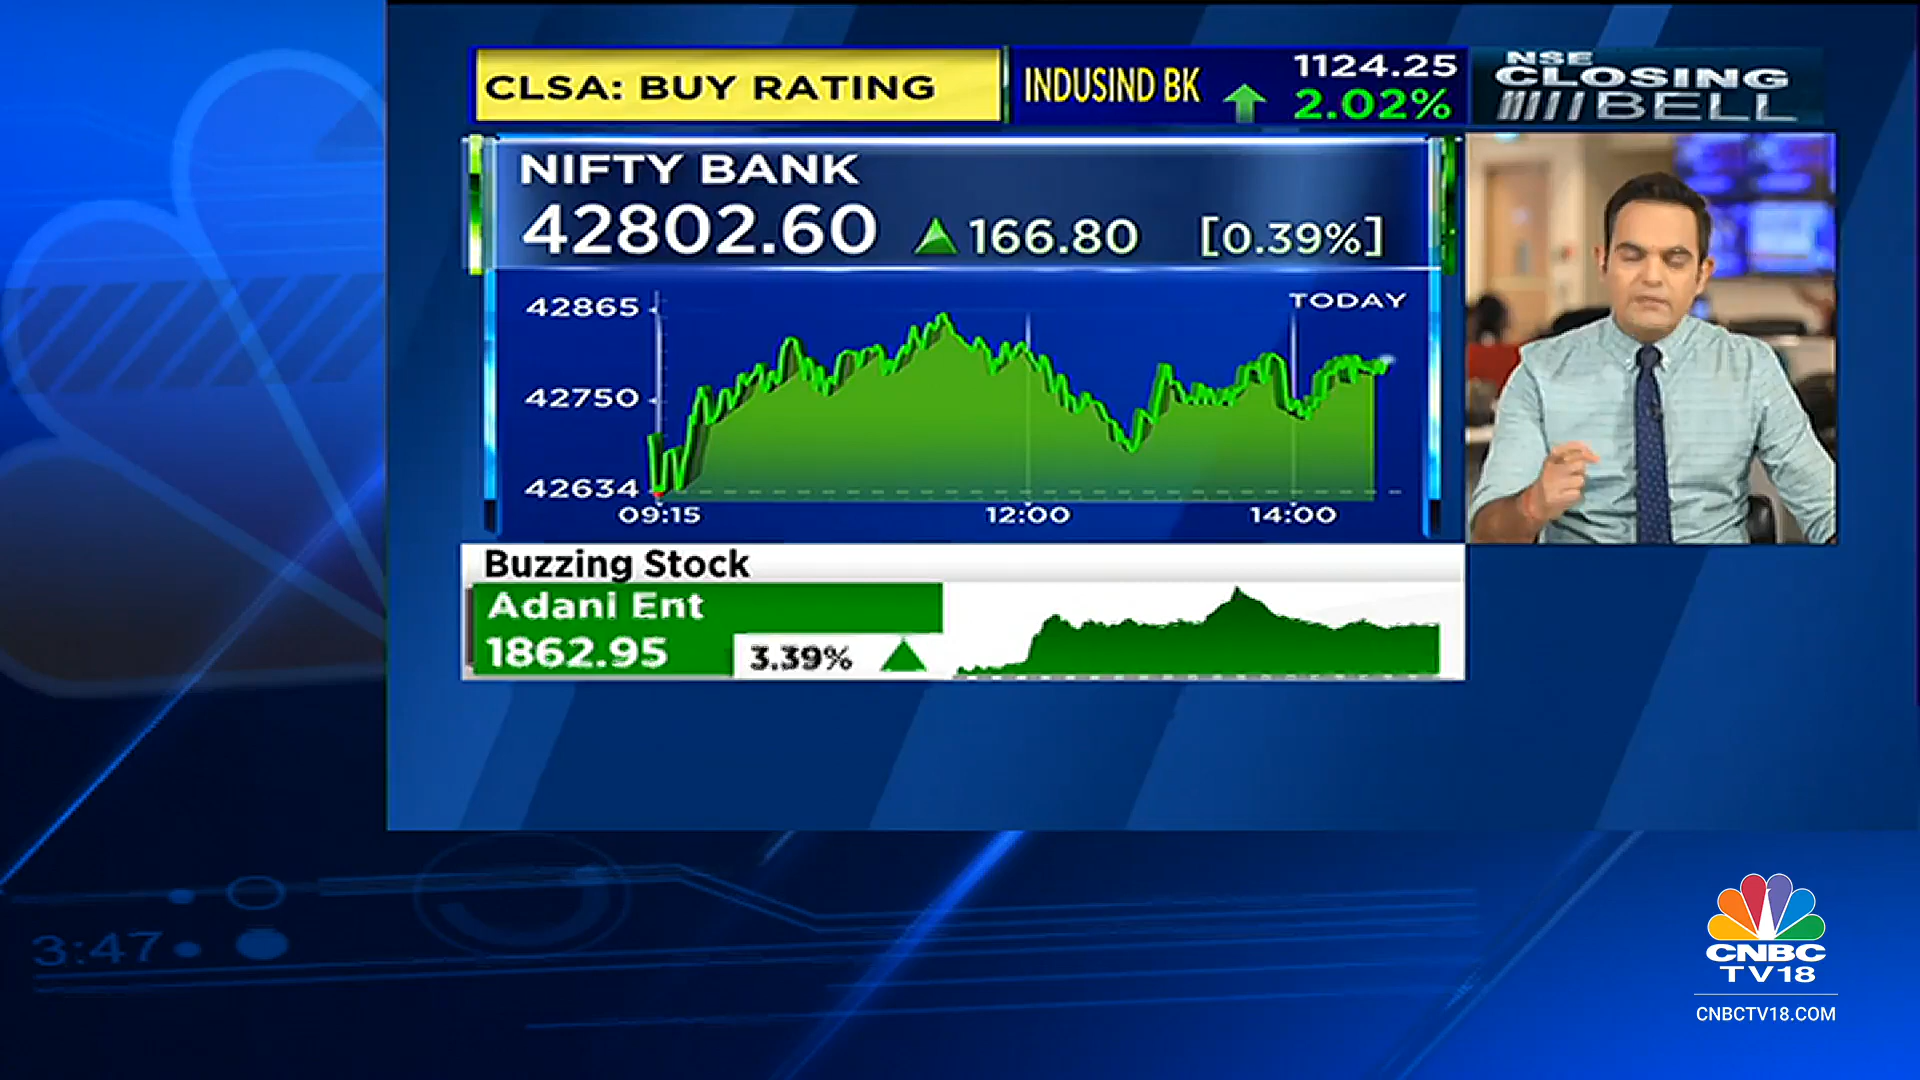 CLSA: BUY RATING
INDUSIND BK
1124.25
2.02%
NSE
CLOSING
BELL
NIFTY BANK
42802.60 166.80 [0.39%]
TODAY
42865
42750
42634
09:15 12:00 14:00
Buzzing Stock
Adani Ent
1862.95
3.39%
3:47
CNBC
TV18
CNBCTV18.COM